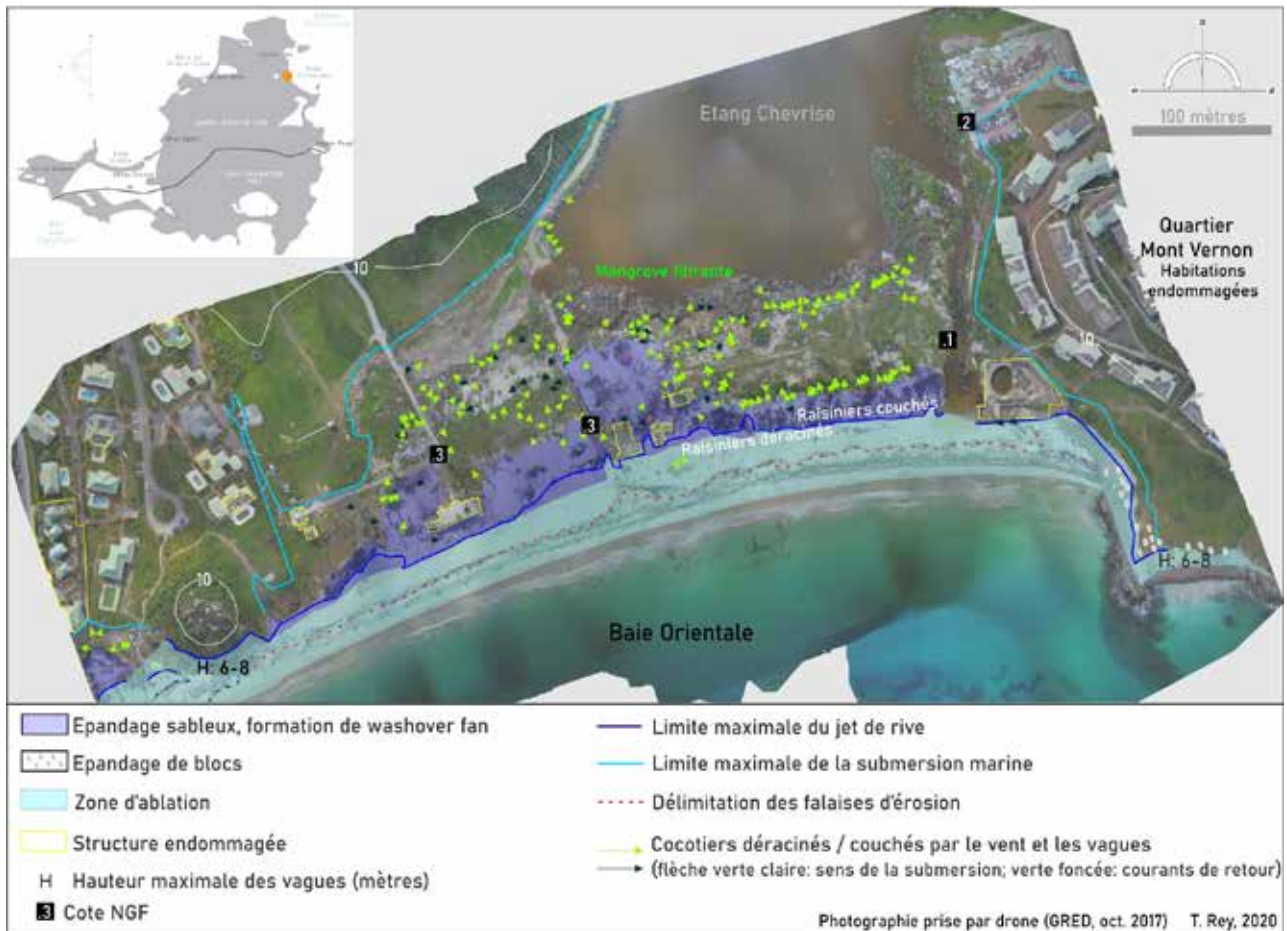 Etang Chevrise
100 mètres
2
10
Quartier
Mont Vernon
Habitations
endommagées
Mangrove filtrante
.1
10
Raisiniers couchés
.3
Raisiniers déracinés
.3
10
H: 6-8
Baie Orientale
H: 6-8
Epandage sableux, formation de washover fan
Epandage de blocs
Zone d'ablation
Structure endommagée
H Hauteur maximale des vagues (mètres)
.3 Cote NGF
Limite maximale du jet de rive
Limite maximale de la submersion marine
Délimitation des falaises d'érosion
Cocotiers déracinés / couchés par le vent et les vagues
(flèche verte claire: sens de la submersion; verte foncée: courants de retour)
Photographie prise par drone (GRED, oct. 2017) T. Rey, 2020